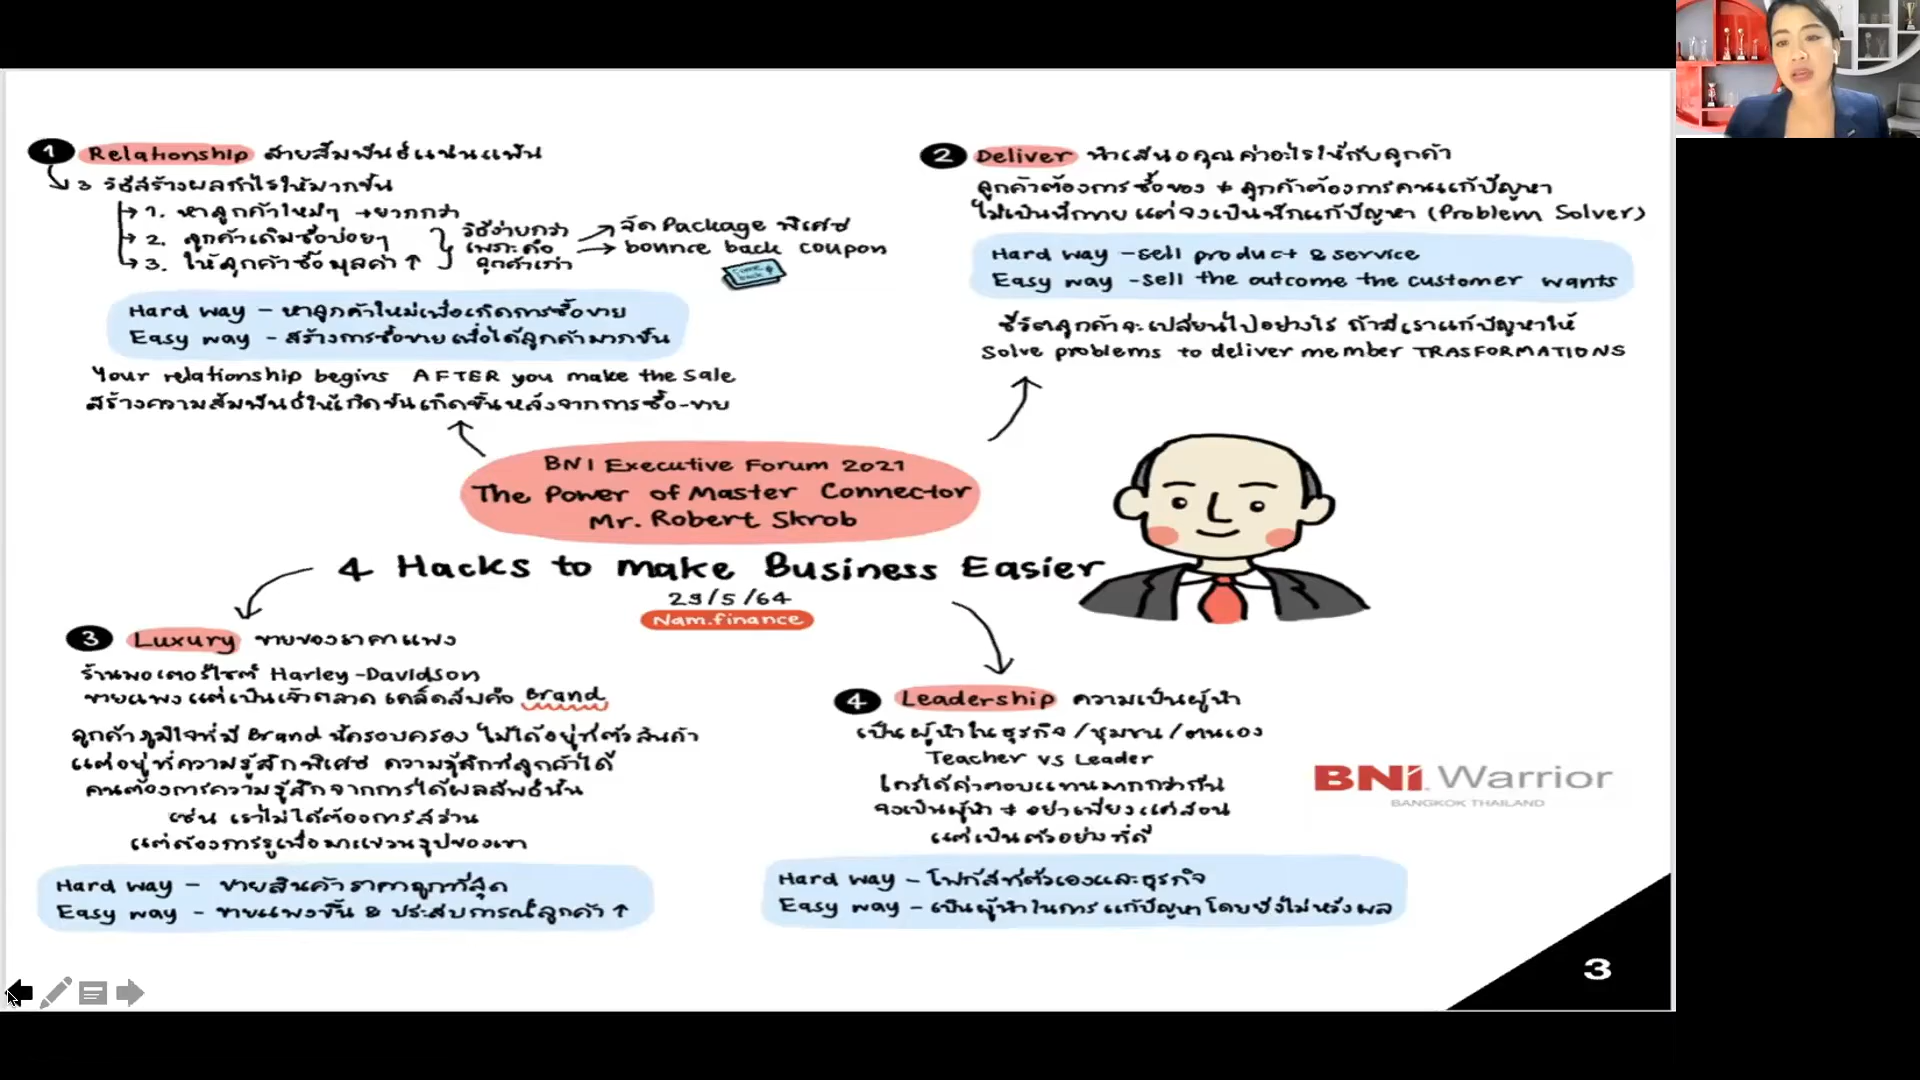 1 Relationship สายสัมพันธ์แน่นแฟ้น
3 วิธีสร้างผลกำไรให้มากขึ้น
1. หาลูกค้าใหม่ๆ → ยากกว่า
2. ลูกค้าเดิมซื้อบ่อยๆ
3. ให้ลูกค้าซื้อมูลค่า ↑
วิธีง่ายกว่า
เพราะคือ
ลูกค้าเก่า
จัด Package พิเศษ
bounce back coupon
Come back
Hard way – หาลูกค้าใหม่เพื่อเกิดการซื้อขาย
Easy way - สร้างการซื้อขายเพื่อได้ลูกค้ามากขึ้น
Your relationship begins AFTER you make the Sale
สร้างความสัมพันธ์ให้เกิดขึ้นเกิดขึ้นหลังจากการซื้อ-ขาย
2 Deliver นำเสนอคุณค่าอะไรให้กับลูกค้า
ลูกค้าต้องการซื้อของ ≠ ลูกค้าต้องการคนแก้ปัญหา
ไม่เป็นนักขาย แต่จงเป็นนักแก้ปัญหา (Problem Solver)
Hard way – sell product & service
Easy way - sell the outcome the customer wants
ชีวิตลูกค้าจะเปลี่ยนไปอย่างไร ถ้ามีเราแก้ปัญหาให้
Solve problems to deliver member TRASFORMATIONS
BNI Executive Forum 2021
The Power of Master Connector
Mr. Robert Skrob
4 Hacks to make Business Easier
29/5/64
Nam.finance
3 Luxury ขายของราคาแพง
ร้านมอเตอร์ไซต์ Harley-Davidson
ขายแพง แต่เป็นเจ้าตลาด เคล็ดลับคือ Brand
ลูกค้าภูมิใจที่มี Brand นี้ครอบครอง ไม่ได้อยู่ที่ตัวสินค้า
แต่อยู่ที่ความรู้สึกพิเศษ ความรู้สึกที่ลูกค้าได้
คนต้องการความรู้สึกจากการได้ผลลัพธ์นั้น
เช่น เราไม่ได้ต้องการสว่าน
แต่ต้องการรูเพื่อมาแขวนรูปของเขา
Hard way – ขายสินค้าราคาถูกที่สุด
Easy way - ขายแพงขึ้น & ประสบการณ์ลูกค้า ↑
4 Leadership ความเป็นผู้นำ
เป็นผู้นำในธุรกิจ/ชุมชน/ตนเอง
Teacher vs Leader
ใครได้ค่าตอบแทนมากกว่ากัน
จงเป็นผู้นำ ≠ อย่าเพียงแต่สอน
แต่เป็นตัวอย่างที่ดี
Hard way – โฟกัสที่ตัวเองและธุรกิจ
Easy way – เป็นผู้นำในการแก้ปัญหาโดยยังไม่หวังผล
BNI Warrior
BANGKOK THAILAND
3